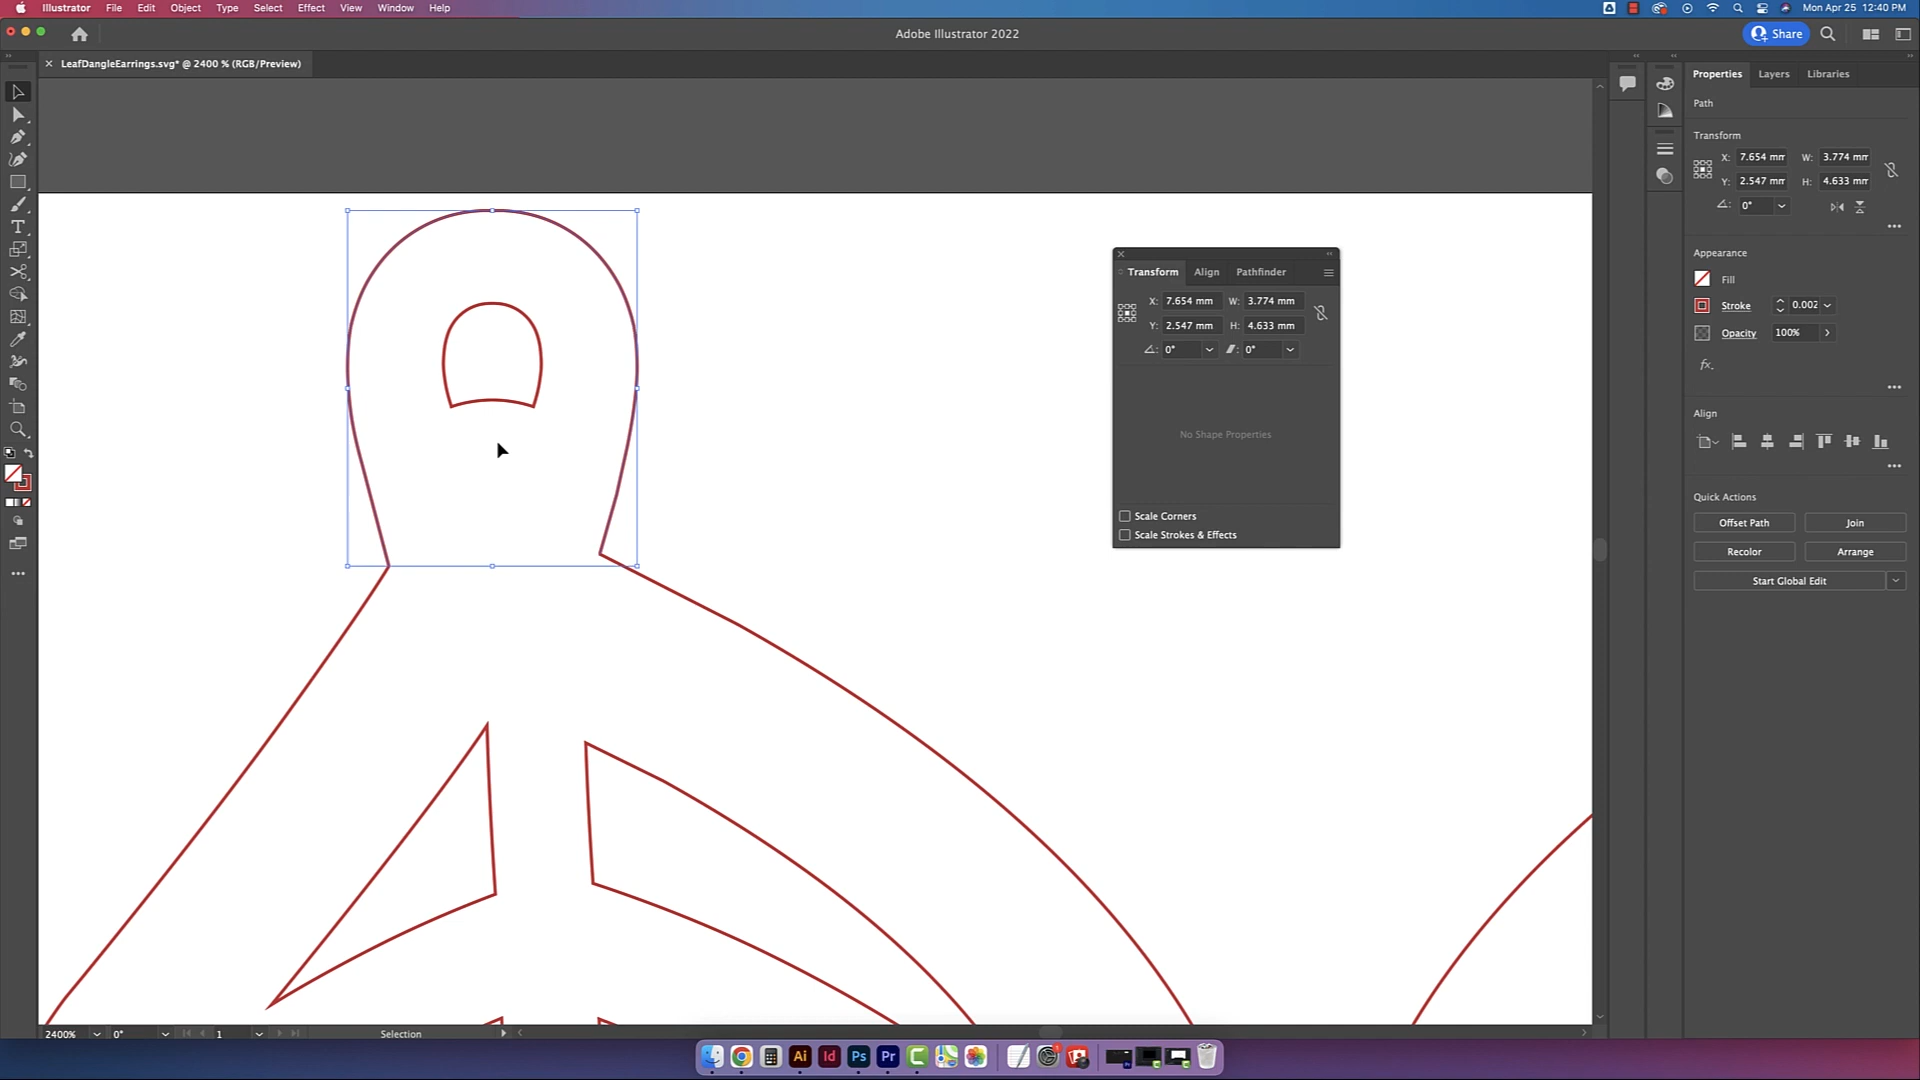 Illustrator File Edit Object Type Select Effect View Window Help
Mon Apr 25 12:40 PM
Adobe Illustrator 2022
Share
LeafDangleEarrings.svg* @ 2400 % (RGB/Preview)
Properties Layers Libraries
Path
Transform
X: 7.654 mm W: 3.774 mm
Y: 2.547 mm H: 4.633 mm
0°
Appearance
Fill
Stroke 0.002
Opacity 100%
fx.
Align
Quick Actions
Offset Path Join
Recolor Arrange
Start Global Edit
Transform Align Pathfinder
X: 7.654 mm W: 3.774 mm
Y: 2.547 mm H: 4.633 mm
0° 0°
No Shape Properties
Scale Corners
Scale Strokes & Effects
2400% 0° 1 Selection
Ai Id Ps Pr